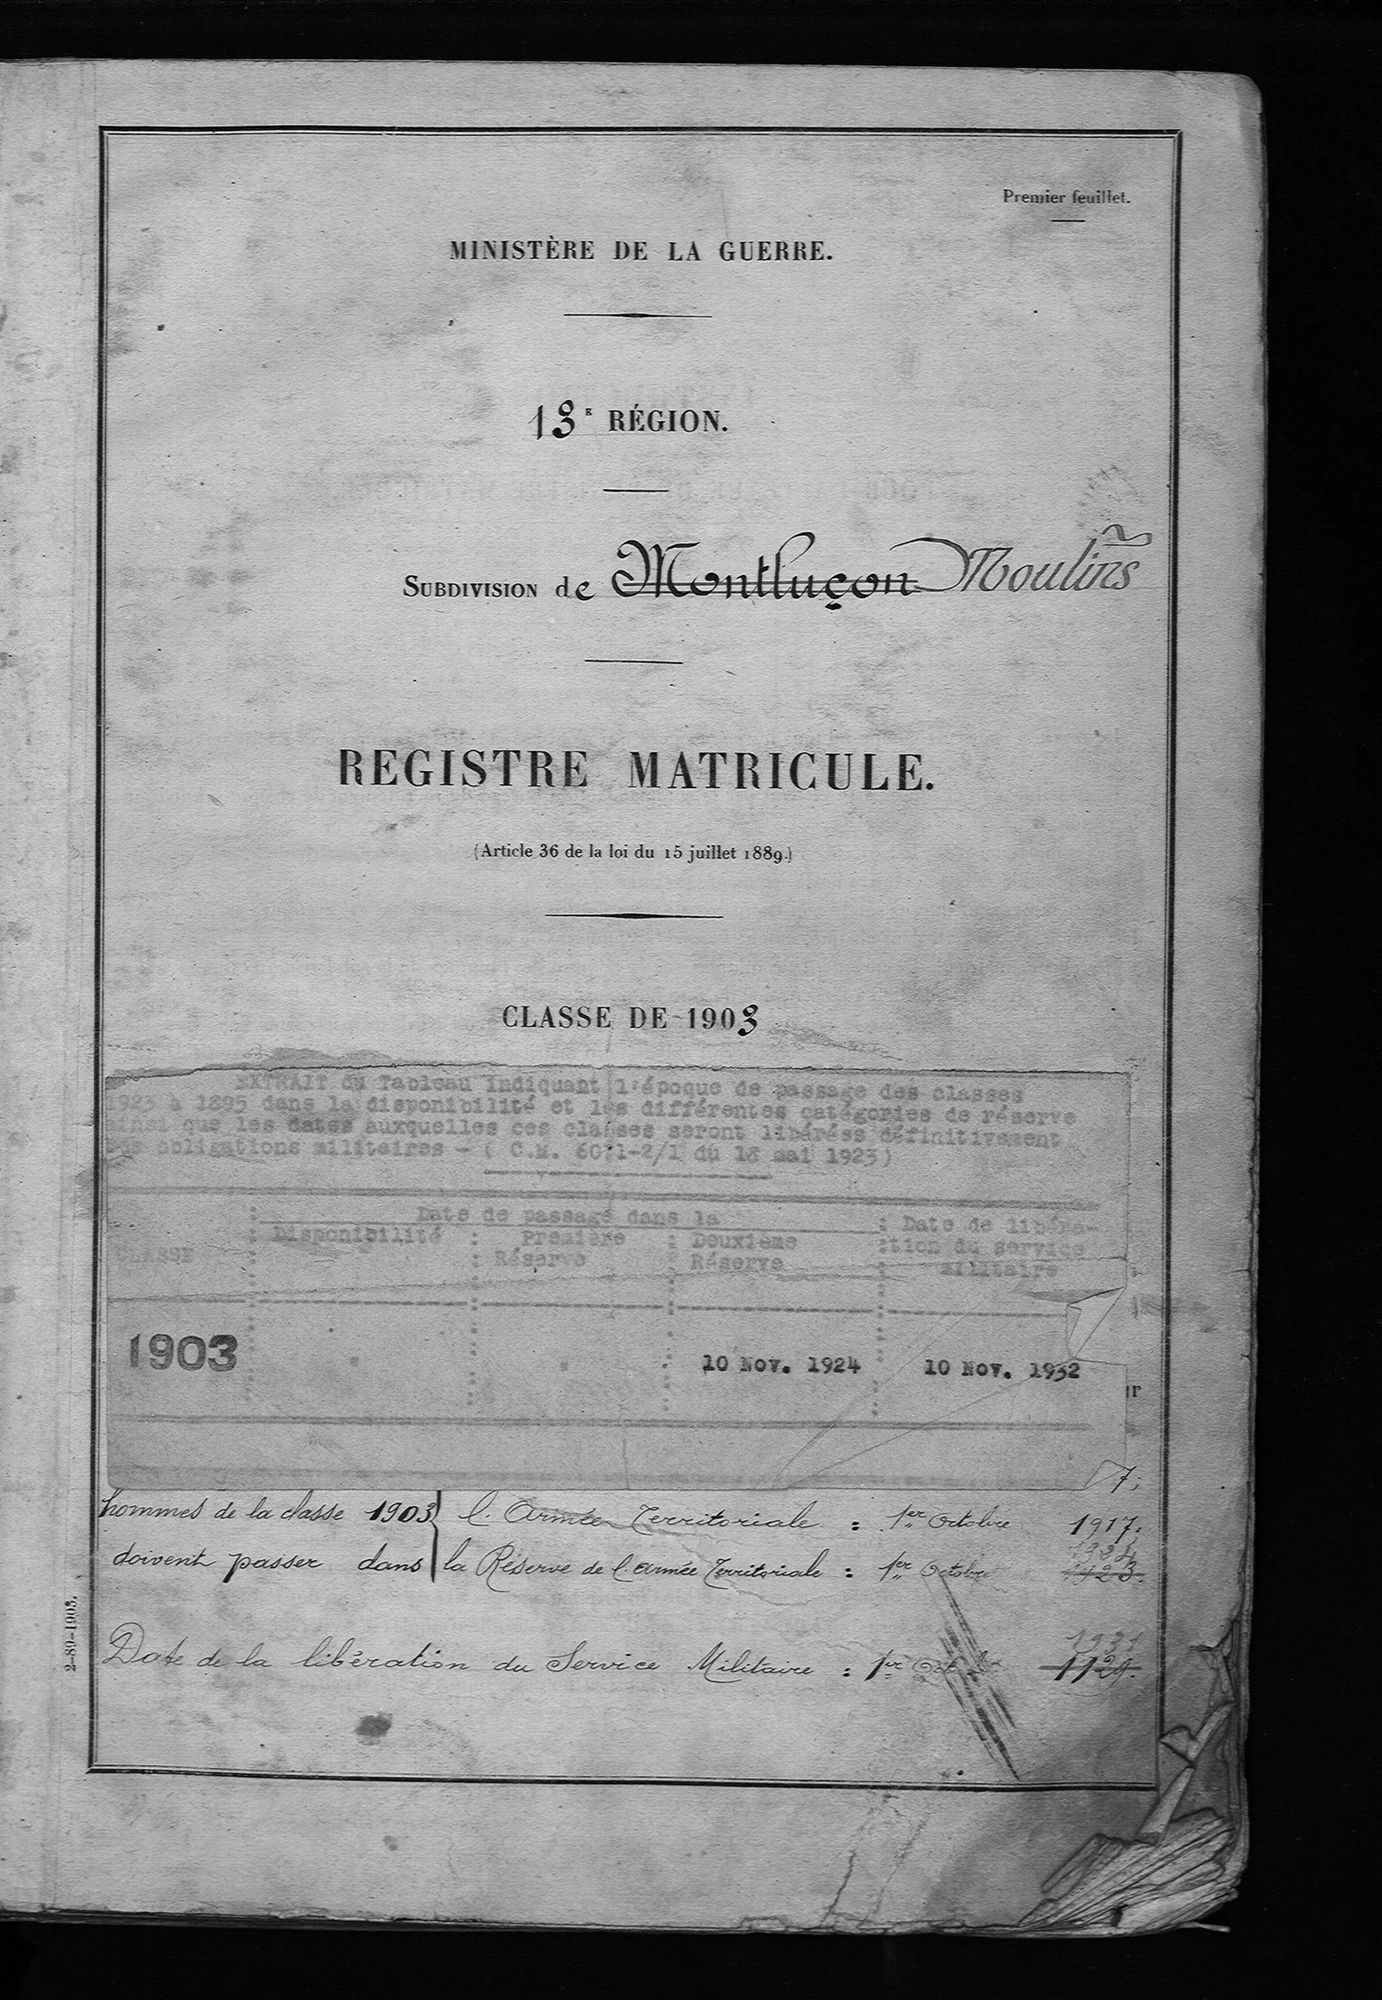 Premier feuillet.
MINISTÈRE DE LA GUERRE.
13E RÉGION.
SUBDIVISION de Montluçon Moulins
REGISTRE MATRICULE.
(Article 36 de la loi du 15 juillet 1889.)
CLASSE DE 1903
EXTRAIT du Tableau indiquant l'époque de passage des classes
1923 à 1895 dans la disponibilité et les différentes catégories de réserve
ainsi que les dates auxquelles ces classes seront libérées définitivement
obligations militaires - ( C.M. 6071-2/1 du 18 mai 1923)
Date de passage dans la
CLASSE : Disponibilité : Première Réserve : Deuxième Réserve : Date de libéra-tion du service militaire
1903 10 Nov. 1924 10 Nov. 1932
7;
hommes de la classe 1903 l'Armée Territoriale : 1er Octobre 1917.
doivent passer dans la Réserve de l'armée Territoriale : 1er Octobre 1923.
Date de la libération du Service Militaire : 1er
2-89-1903.